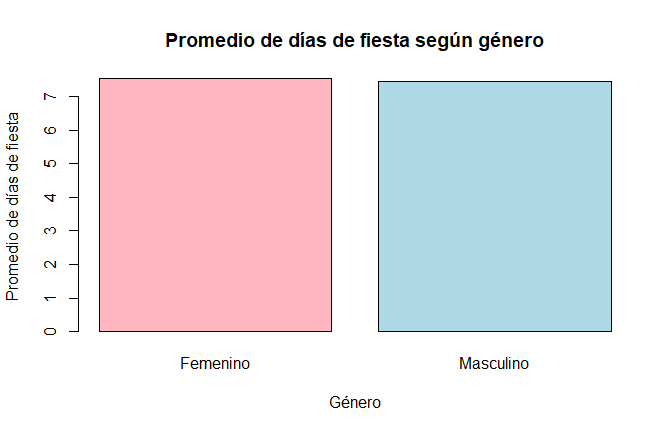 Promedio de días de fiesta según género
Promedio de días de fiesta
7
6
5
4
3
2
1
0
Femenino
Masculino
Género